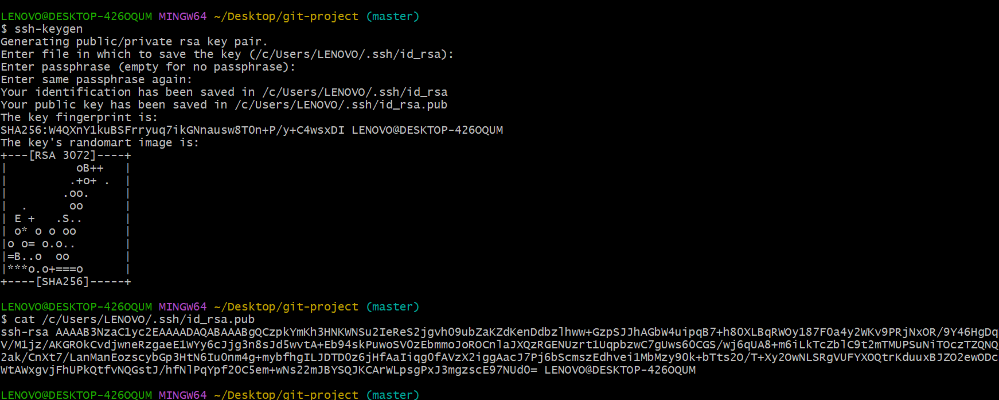 LENOVO@DESKTOP-426OQUM MINGW64 ~/Desktop/git-project (master)
$ ssh-keygen
Generating public/private rsa key pair.
Enter file in which to save the key (/c/Users/LENOVO/.ssh/id_rsa):
Enter passphrase (empty for no passphrase):
Enter same passphrase again:
Your identification has been saved in /c/Users/LENOVO/.ssh/id_rsa
Your public key has been saved in /c/Users/LENOVO/.ssh/id_rsa.pub
The key fingerprint is:
SHA256:W4QXnY1kuBSFrryuq7ikGNnausw8T0n+P/y+C4wsxDI LENOVO@DESKTOP-426OQUM
The key's randomart image is:
+---[RSA 3072]----+
|          oB++   |
|         .+o+ .  |
|        .oo.     |
|  .      oo      |
| E +   .S..      |
| o* o o oo       |
|o o= o.o..       |
|=B..o  oo        |
|***o.o+===o      |
+----[SHA256]-----+
LENOVO@DESKTOP-426OQUM MINGW64 ~/Desktop/git-project (master)
$ cat /c/Users/LENOVO/.ssh/id_rsa.pub
ssh-rsa AAAAB3NzaC1yc2EAAAADAQABAAABgQCzpkYmKh3HNKWNSu2IeReS2jgvhO9ubZaKZdKenDdbzlhww+GzpSJJhAGbW4uipqB7+h8OXLBqRWOy187F0a4y2WKv9PRjNxOR/9Y46HgDq
V/M1jz/AKGROkCvdjwneRzgaeE1WYy6cJjg3n8sJd5wvtA+Eb94skPuwoSVOzEbmmoJoROCnlaJXQzRGENUzrt1UqpbzwC7gUws6OCGS/wj6qUA8+m6iLkTcZblC9t2mTMUPSuNiTOczTZQNQ
2ak/CnXt7/LanManEozscybGp3HtN6Iu0nm4g+mybfhgILJDTD0z6jHfAaIiqg0fAVzX2iggAacJ7Pj6bScmszEdhvei1MbMzy90k+bTts2O/T+Xy2OwNLSRgVUFYXOQtrKduuxBJZO2ewODc
WtAWxgvjFhUPkQtfvNQGstJ/hfNlPqYpf20C5em+wNs22mJBYSQJKCArWLpsgPxJ3mgzscE97NUd0= LENOVO@DESKTOP-426OQUM
LENOVO@DESKTOP-426OQUM MINGW64 ~/Desktop/git-project (master)